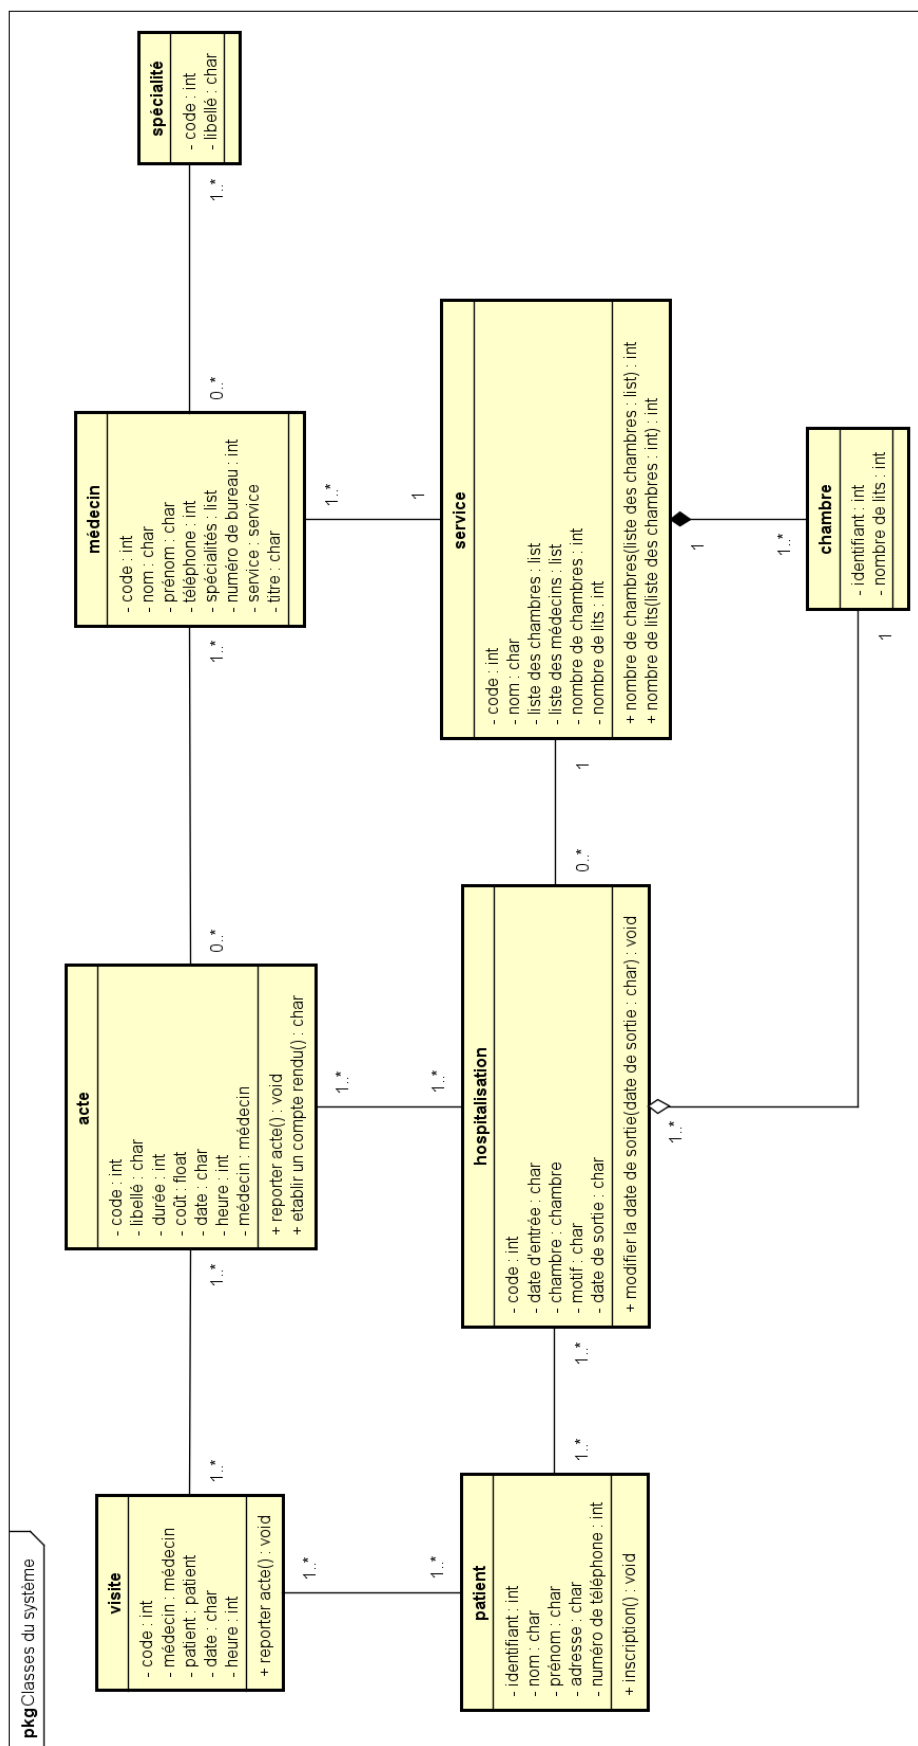 pkg Classes du système
visite
- code : int
- médecin : médecin
- patient : patient
- date : char
- heure : int
+ reporter acte() : void
1..*
1..*
acte
- code : int
- libellé : char
- durée : int
- coût : float
- date : char
- heure : int
- médecin : médecin
+ reporter acte() : void
+ etablir un compte rendu() : char
0..*
1..*
médecin
- code : int
- nom : char
- prénom : char
- téléphone : int
- spécialités : list
- numéro de bureau : int
- service : service
- titre : char
0..*
1..*
spécialité
- code : int
- libellé : char
1..*
1..*
1..*
1..*
1..*
1
patient
- identifiant : int
- nom : char
- prénom : char
- adresse : char
- numéro de téléphone : int
+ inscription() : void
1..*
1..*
hospitalisation
- code : int
- date d'entrée : char
- chambre : chambre
- motif : char
- date de sortie : char
+ modifier la date de sortie(date de sortie : char) : void
0..*
1
service
- code : int
- nom : char
- liste des chambres : list
- liste des médecins : list
- nombre de chambres : int
- nombre de lits : int
+ nombre de chambres(liste des chambres : list) : int
+ nombre de lits(liste des chambres : int) : int
1..*
1
1..*
chambre
- identifiant : int
- nombre de lits : int
1